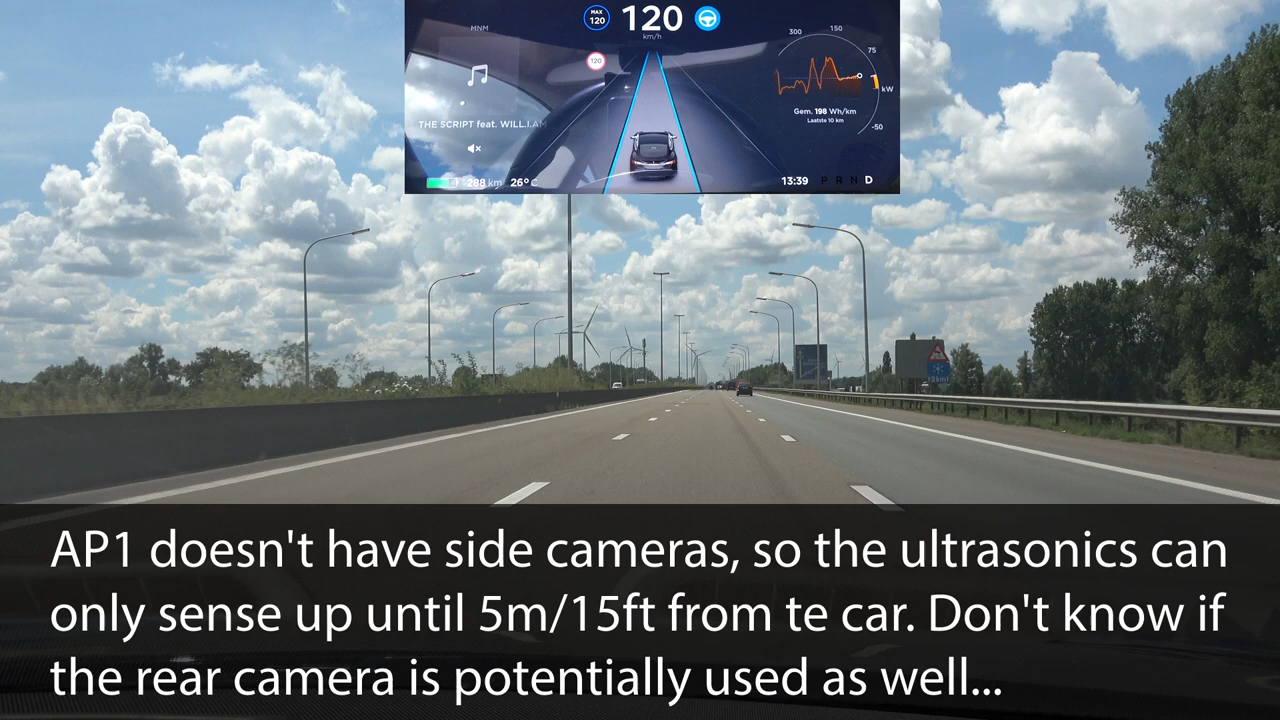 MNM
MAX
120
120
km/h
120
300
150
75
kW
-50
THE SCRIPT feat. WILL.I.AM
Gem. 198 Wh/km
Laatste 10 km
288 km 26° C
13:39 P R N D
12km
AP1 doesn't have side cameras, so the ultrasonics can
only sense up until 5m/15ft from te car. Don't know if
the rear camera is potentially used as well...